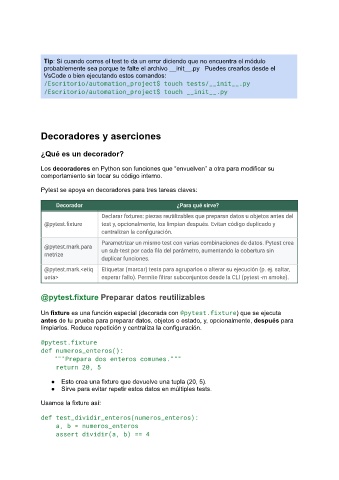 Tip: Si cuando corres el test te da un error diciendo que no encuentra el módulo
probablemente sea porque te falte el archivo __init__.py Puedes crearlos desde el
VsCode o bien ejecutando estos comandos:
/Escritorio/automation_project$ touch tests/__init__.py
/Escritorio/automation_project$ touch __init__.py
Decoradores y aserciones
¿Qué es un decorador?
Los decoradores en Python son funciones que “envuelven” a otra para modificar su
comportamiento sin tocar su código interno.
Pytest se apoya en decoradores para tres tareas claves:
Decorador ¿Para qué sirve?
@pytest.fixture Declarar fixtures: piezas reutilizables que preparan datos u objetos antes del
test y, opcionalmente, los limpian después. Evitan código duplicado y
centralizan la configuración.
@pytest.mark.para
metrize
Parametrizar un mismo test con varias combinaciones de datos. Pytest crea
un sub test por cada fila del parámetro, aumentando la cobertura sin
duplicar funciones.
@pytest.mark.<etiq
ueta>
Etiquetar (marcar) tests para agruparlos o alterar su ejecución (p. ej. saltar,
esperar fallo). Permite filtrar subconjuntos desde la CLI (pytest -m smoke).
@pytest.fixture Preparar datos reutilizables
Un fixture es una función especial (decorada con @pytest.fixture) que se ejecuta
antes de tu prueba para preparar datos, objetos o estado, y, opcionalmente, después para
limpiarlos. Reduce repetición y centraliza la configuración.
@pytest.fixture
def numeros_enteros():
"""Prepara dos enteros comunes."""
return 20, 5
● Esto crea una fixture que devuelve una tupla (20, 5).
● Sirve para evitar repetir estos datos en múltiples tests.
Usamos la fixture así:
def test_dividir_enteros(numeros_enteros):
a, b = numeros_enteros
assert dividir(a, b) == 4